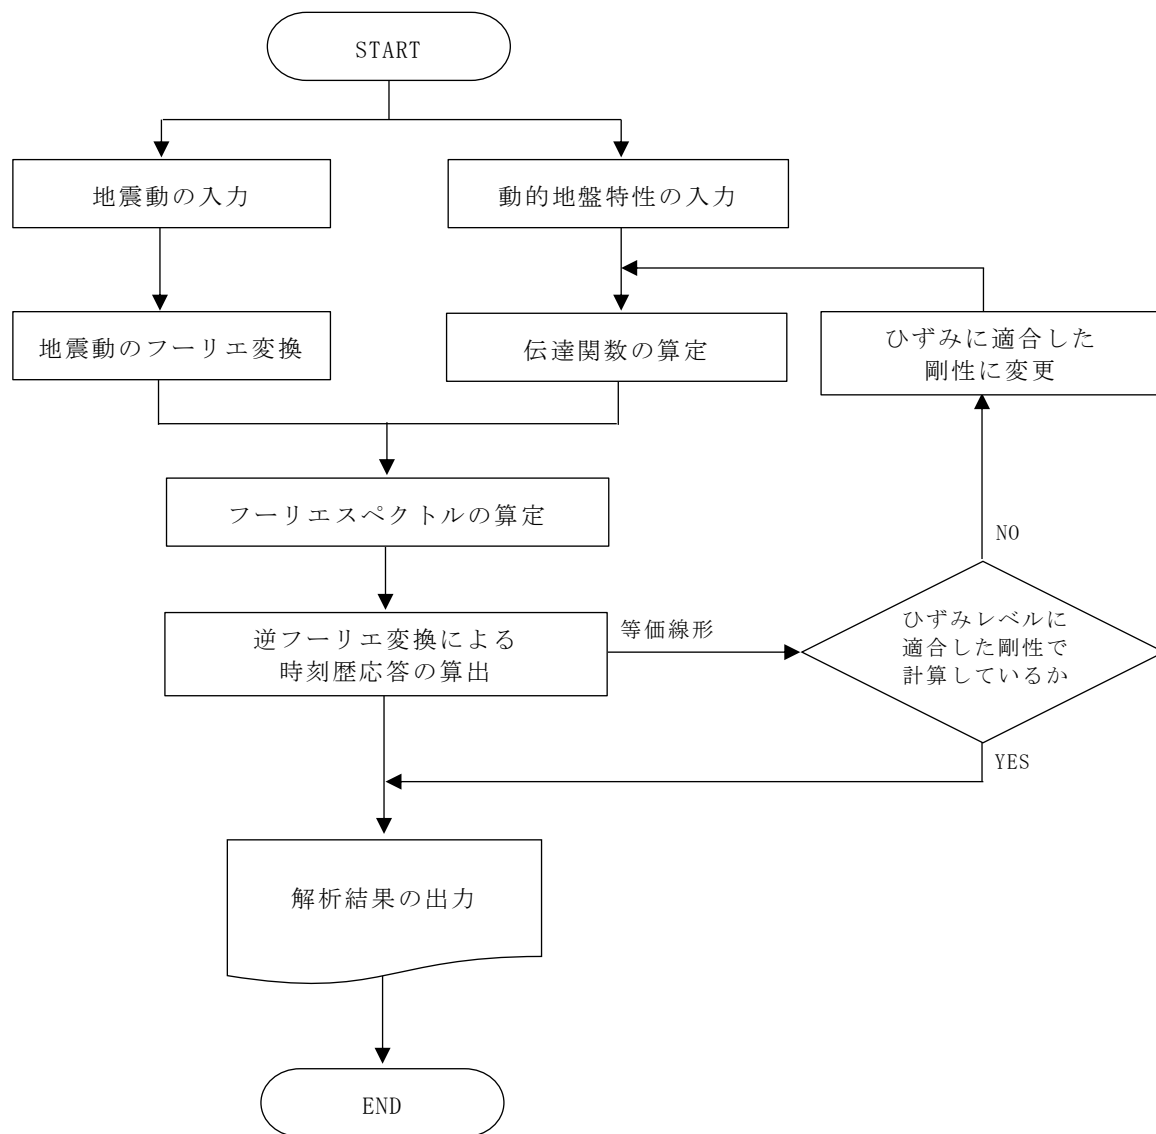 START
地震動の入力
動的地盤特性の入力
地震動のフーリエ変換
伝達関数の算定
ひずみに適合した
剛性に変更
フーリエスペクトルの算定
NO
逆フーリエ変換による
時刻歴応答の算出
等価線形
ひずみレベルに
適合した剛性で
計算しているか
YES
解析結果の出力
END